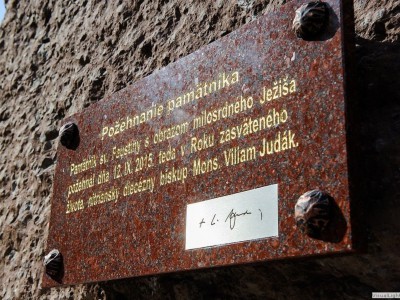 Požehnanie pamätníka
Pamätník sv. Faustíny s obrazom milosrdného Ježiša
požehnal dňa 12. IX. 2015, teda v Roku zasväteného
života nitriansky diecézny biskup Mons. Viliam Judák.